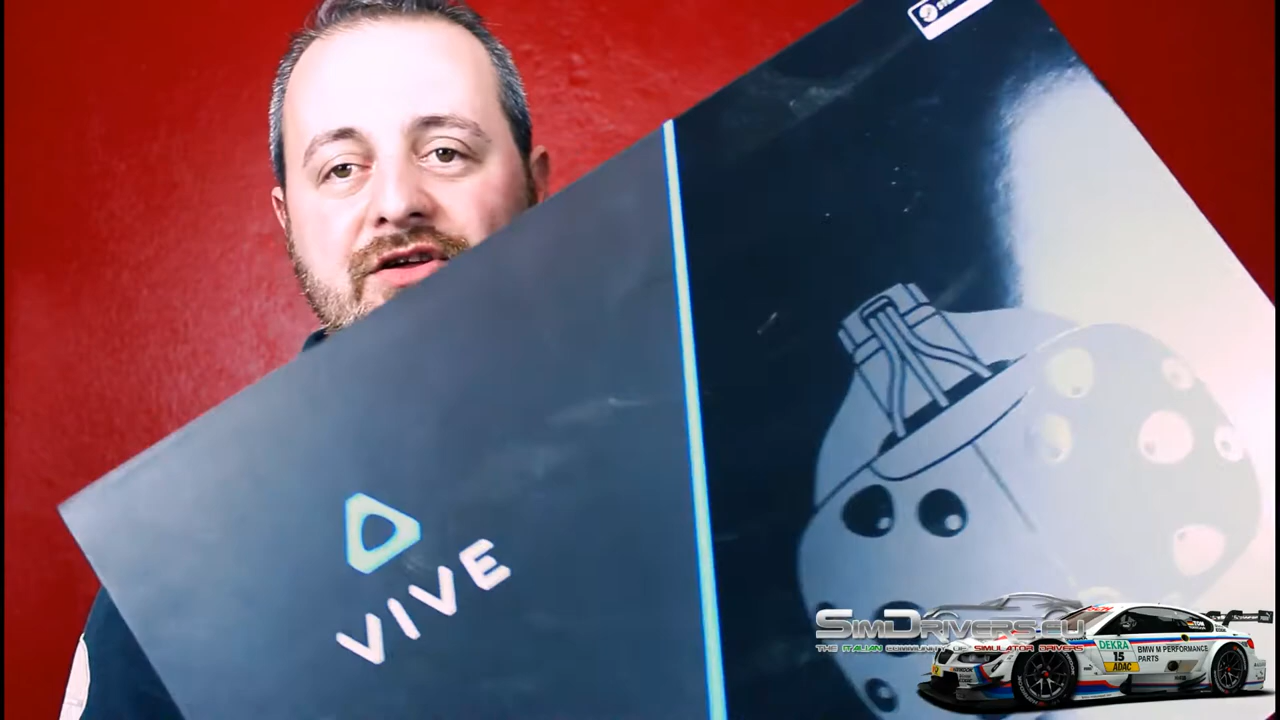 VIVE
SIMDRIVERS.EU
THE ITALIAN COMMUNITY OF SIMULATOR DRIVERS
DEKRA
15
ADAC
BMW M PERFORMANCE
PARTS